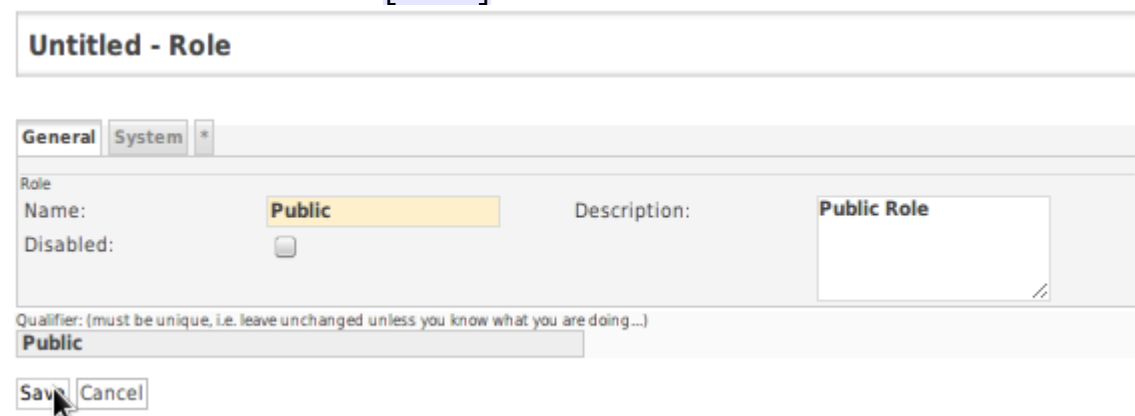 Untitled - Role
General System *
Role
Name: Public Description: Public Role
Disabled:
Qualifier: (must be unique, i.e. leave unchanged unless you know what you are doing...)
Public
Save Cancel